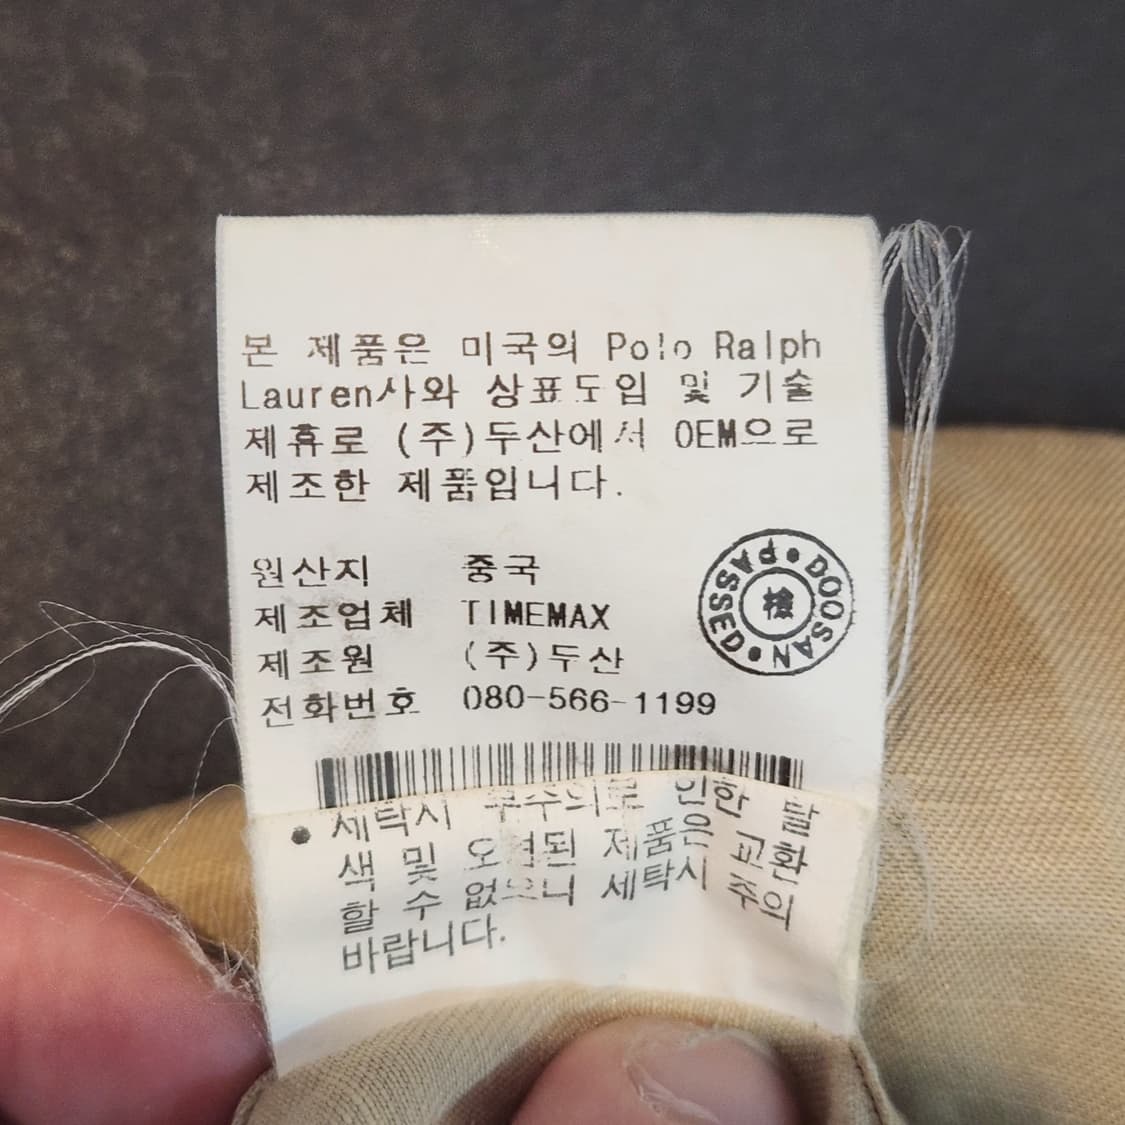 본 제품은 미국의 Polo Ralph
Lauren사와 상표도입 및 기술
제휴로 (주)두산에서 OEM으로
제조한 제품입니다.
원산지 중국
제조업체 TIMEMAX
제조원 (주)두산
전화번호 080-566-1199
DOOSAN • PASSED •
檢
• 세탁시 부주의로 인한 탈
색 및 오염된 제품은 교환
할 수 없으니 세탁시 주의
바랍니다.